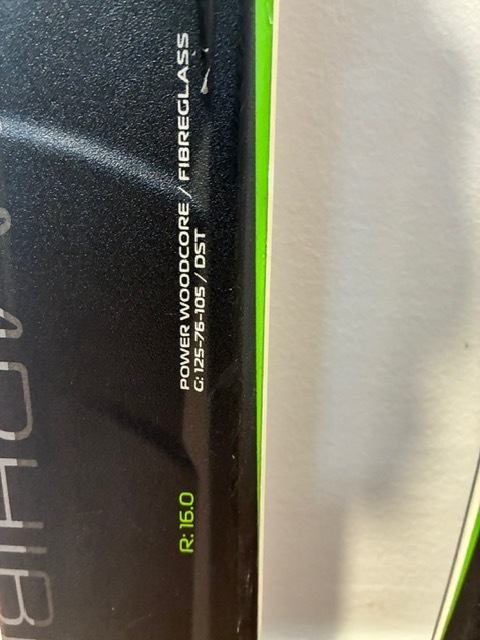 POWER WOODCORE / FIBREGLASS
G: 125-76-105 / DST
R: 16.0